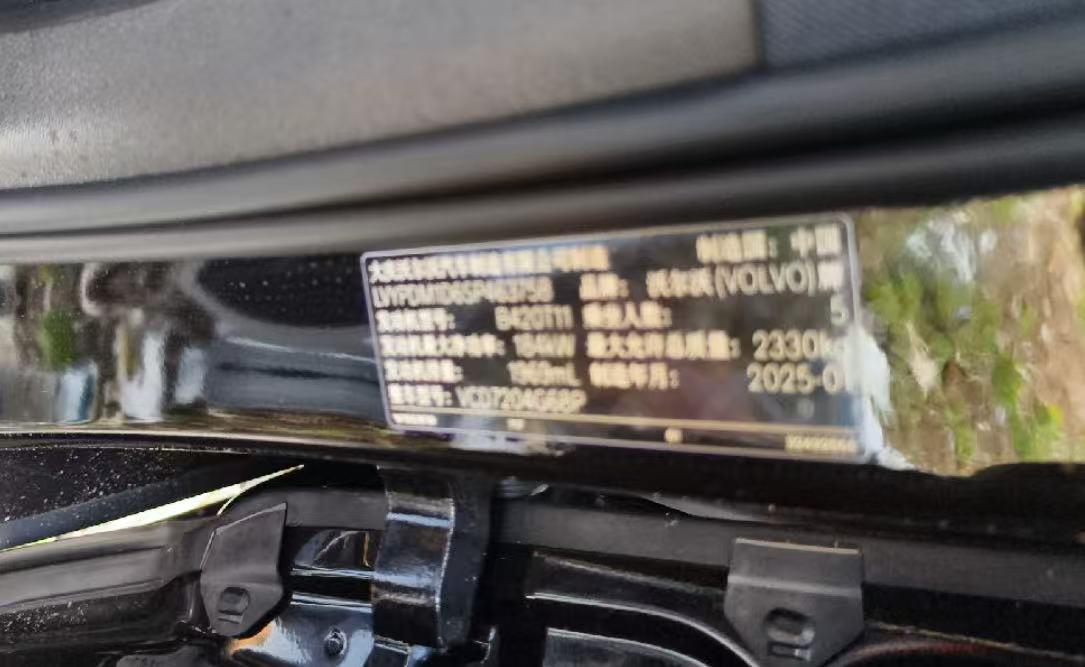 大庆沃尔沃汽车制造有限公司制造 制造国：中国
品牌：沃尔沃(VOLVO)牌
发动机型号：B420T11 乘坐人数：5
发动机最大净功率：184kW 最大允许总质量：2330kg
发动机排量：1969mL 制造年月：2025-0
整车型号：VCD7204G6BP